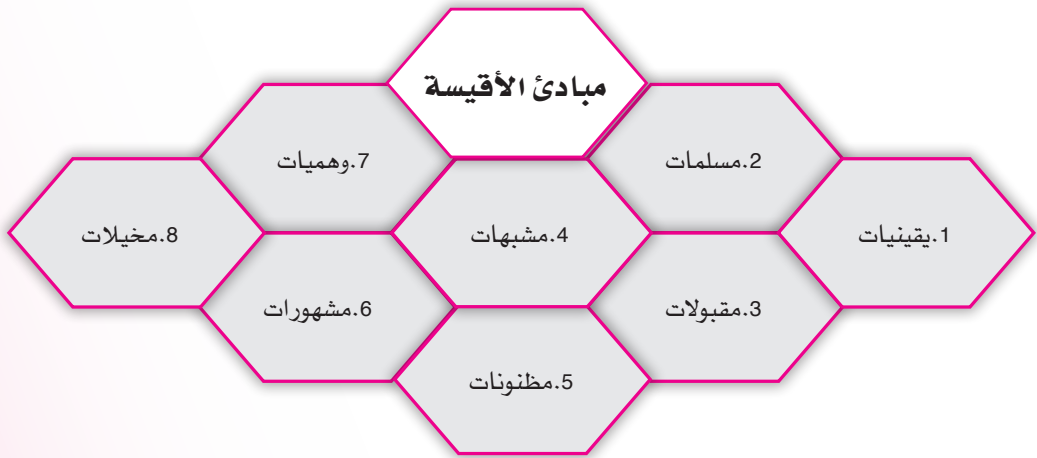 مبادئ الأقيسة
1.يقينيات
2.مسلمات
3.مقبولات
4.مشبهات
5.مظنونات
6.مشهورات
7.وهميات
8.مخيلات